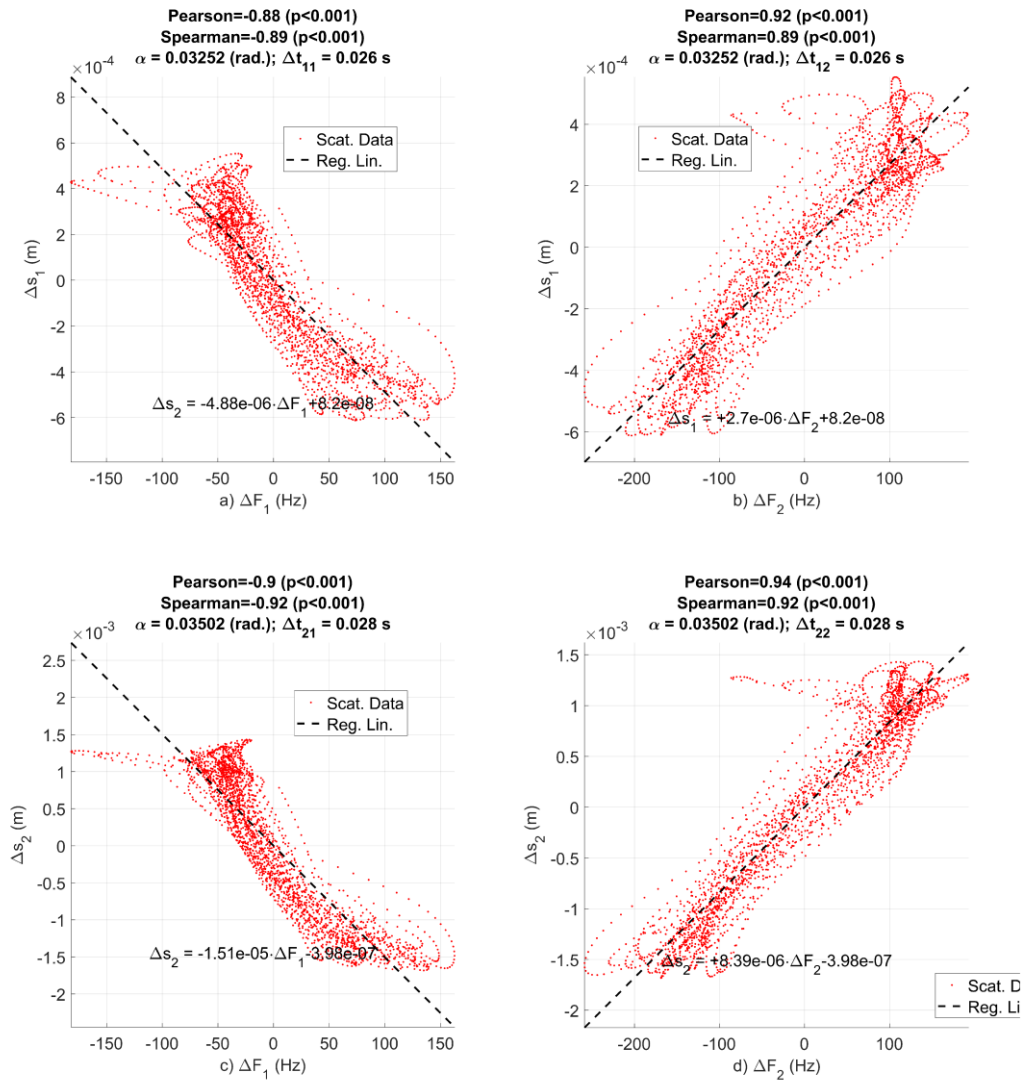 Pearson=-0.88 (p<0.001)
Spearman=-0.89 (p<0.001)
α = 0.03252 (rad.); Δt₁₁ = 0.026 s
×10⁻⁴
8
6
4
2
0
-2
-4
-6
Δs₁ (m)
Scat. Data
Reg. Lin.
Δs₂ = -4.88e-06·ΔF₁+8.2e-08
-150 -100 -50 0 50 100 150
a) ΔF₁ (Hz)
Pearson=0.92 (p<0.001)
Spearman=0.89 (p<0.001)
α = 0.03252 (rad.); Δt₁₂ = 0.026 s
×10⁻⁴
4
2
0
-2
-4
-6
Δs₁ (m)
Scat. Data
Reg. Lin.
Δs₁ = +2.7e-06·ΔF₂+8.2e-08
-200 -100 0 100
b) ΔF₂ (Hz)
Pearson=-0.9 (p<0.001)
Spearman=-0.92 (p<0.001)
α = 0.03502 (rad.); Δt₂₁ = 0.028 s
×10⁻³
2.5
2
1.5
1
0.5
0
-0.5
-1
-1.5
-2
Δs₂ (m)
Scat. Data
Reg. Lin.
Δs₂ = -1.51e-05·ΔF₁-3.98e-07
-150 -100 -50 0 50 100 150
c) ΔF₁ (Hz)
Pearson=0.94 (p<0.001)
Spearman=0.92 (p<0.001)
α = 0.03502 (rad.); Δt₂₂ = 0.028 s
×10⁻³
1.5
1
0.5
0
-0.5
-1
-1.5
-2
Δs₂ (m)
Δs₂ = +8.39e-06·ΔF₂-3.98e-07
Scat. D
Reg. Li
-200 -100 0 100
d) ΔF₂ (Hz)